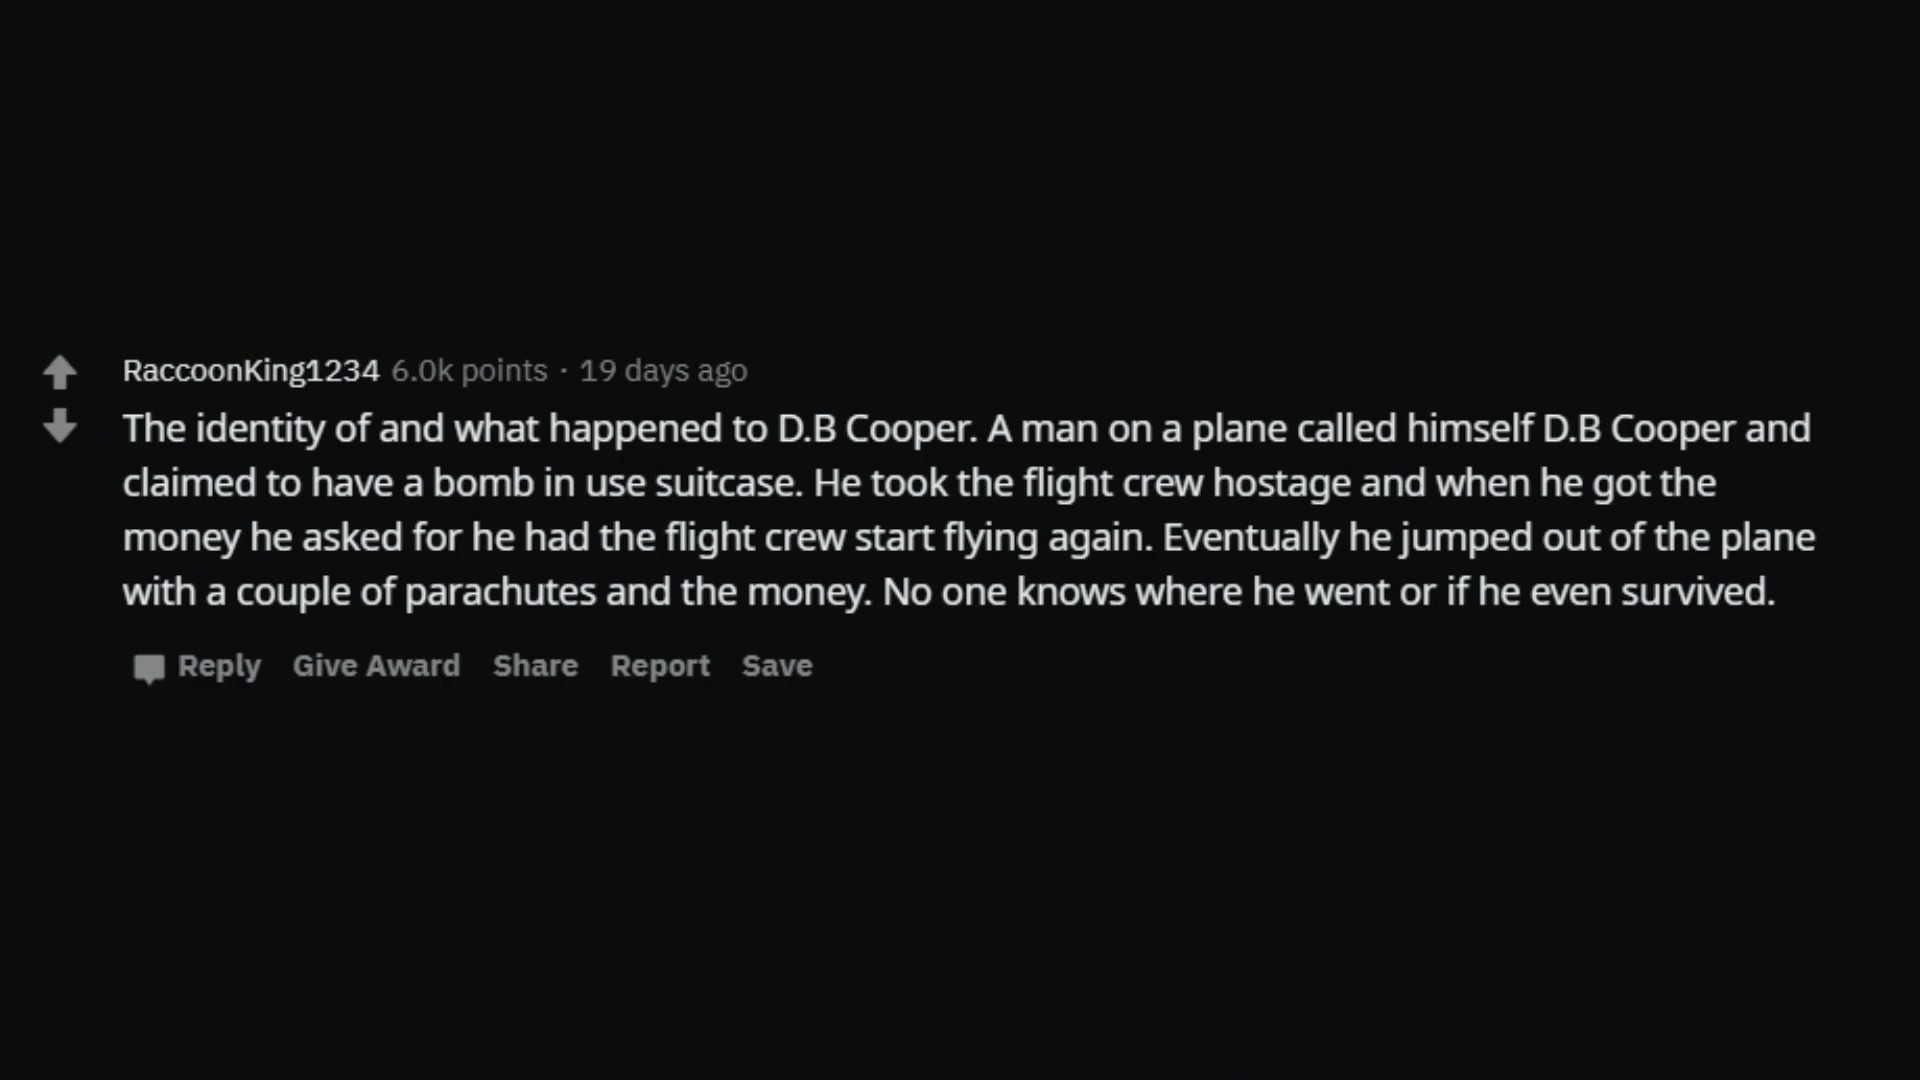 RaccoonKing1234 6.0k points · 19 days ago
The identity of and what happened to D.B Cooper. A man on a plane called himself D.B Cooper and
claimed to have a bomb in use suitcase. He took the flight crew hostage and when he got the
money he asked for he had the flight crew start flying again. Eventually he jumped out of the plane
with a couple of parachutes and the money. No one knows where he went or if he even survived.
Reply Give Award Share Report Save